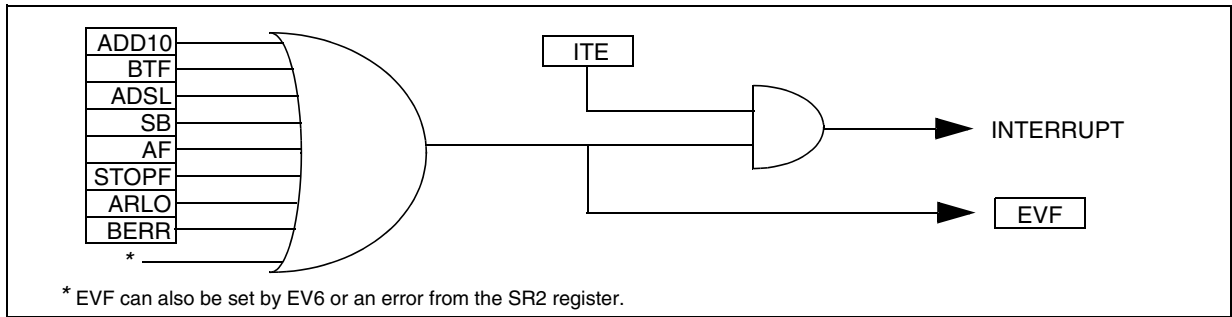 ADD10
BTF
ADSL
SB
AF
STOPF
ARLO
BERR
*
ITE
INTERRUPT
EVF
* EVF can also be set by EV6 or an error from the SR2 register.